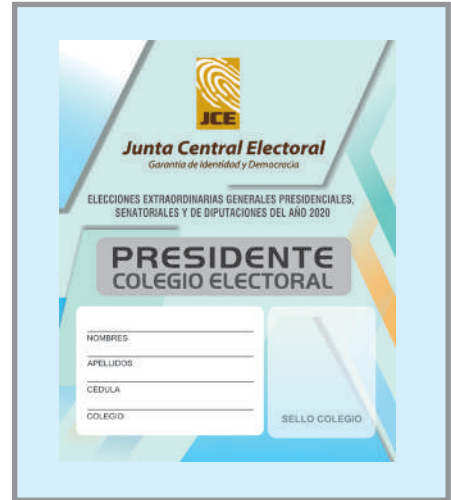 JCE
Junta Central Electoral
Garantía de Identidad y Democracia
ELECCIONES EXTRAORDINARIAS GENERALES PRESIDENCIALES,
SENATORIALES Y DE DIPUTACIONES DEL AÑO 2020
PRESIDENTE
COLEGIO ELECTORAL
NOMBRES
APELLIDOS
CÉDULA
COLEGIO
SELLO COLEGIO